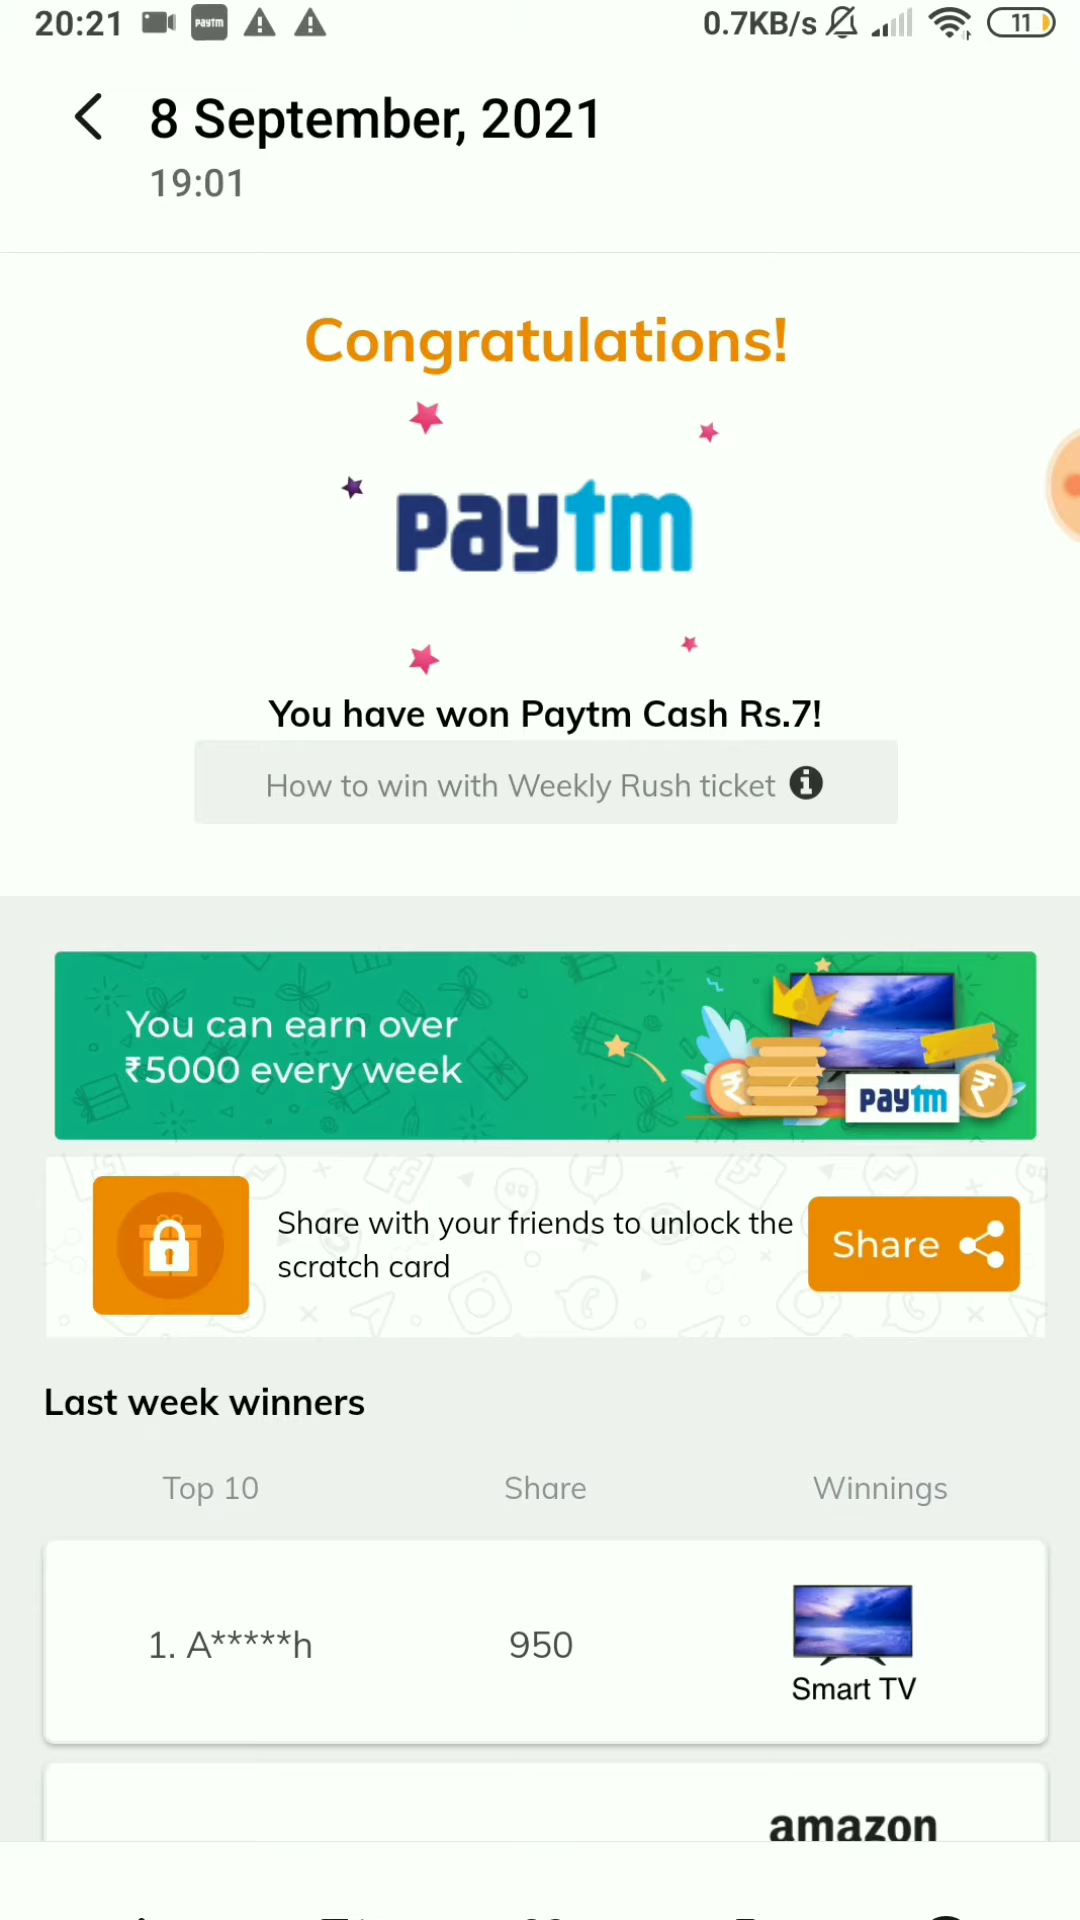 20:21
paytm
0.7KB/s
11
8 September, 2021
19:01
Congratulations!
paytm
You have won Paytm Cash Rs.7!
How to win with Weekly Rush ticket
You can earn over
₹5000 every week
paytm
Share with your friends to unlock the
scratch card
Share
Last week winners
Top 10 Share Winnings
1. A*****h 950
Smart TV
amazon